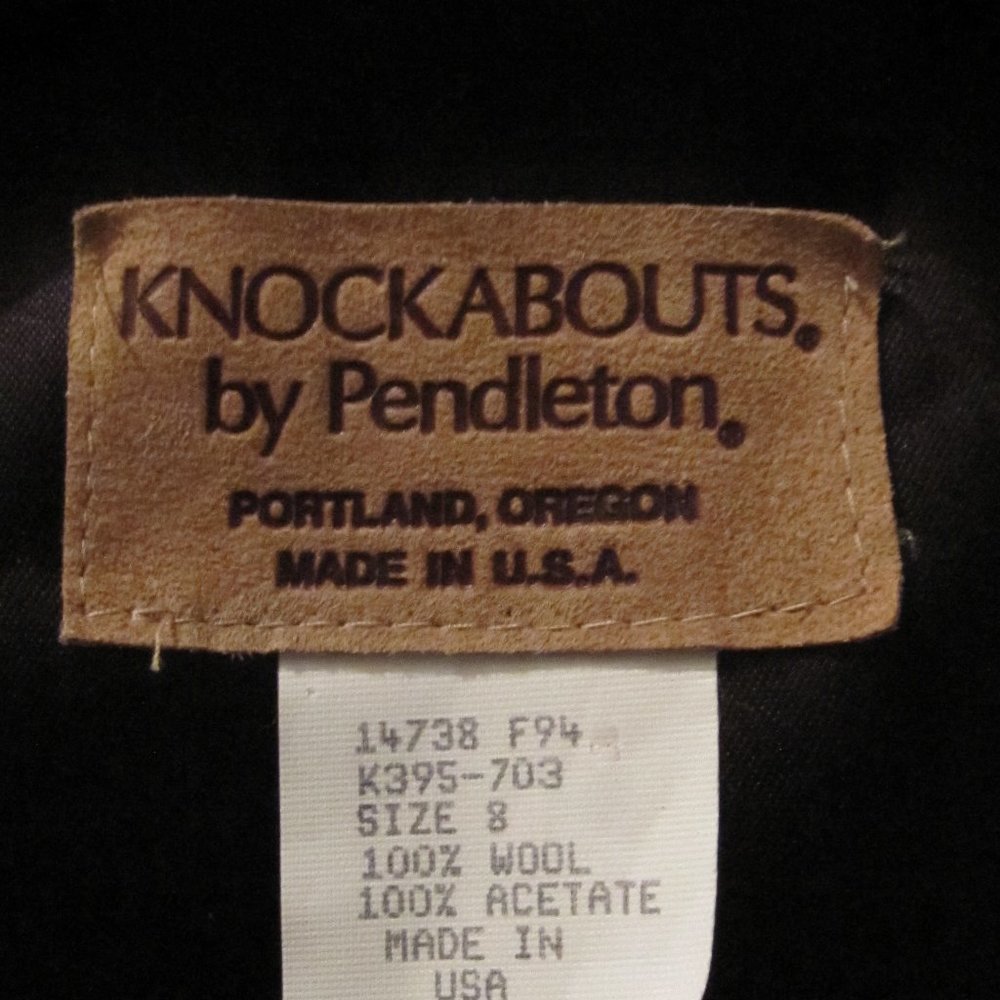 KNOCKABOUTS®
by Pendleton®
PORTLAND, OREGON
MADE IN U.S.A.
14738 F94
K395-703
SIZE 8
100% WOOL
100% ACETATE
MADE IN
USA